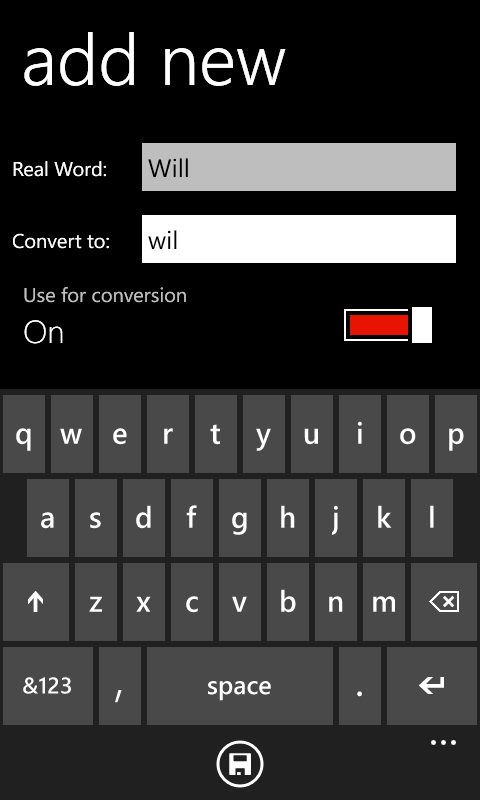 add new
Real Word: Will
Convert to: wil
Use for conversion
On
q w e r t y u i o p
a s d f g h j k l
z x c v b n m
&123 , space .